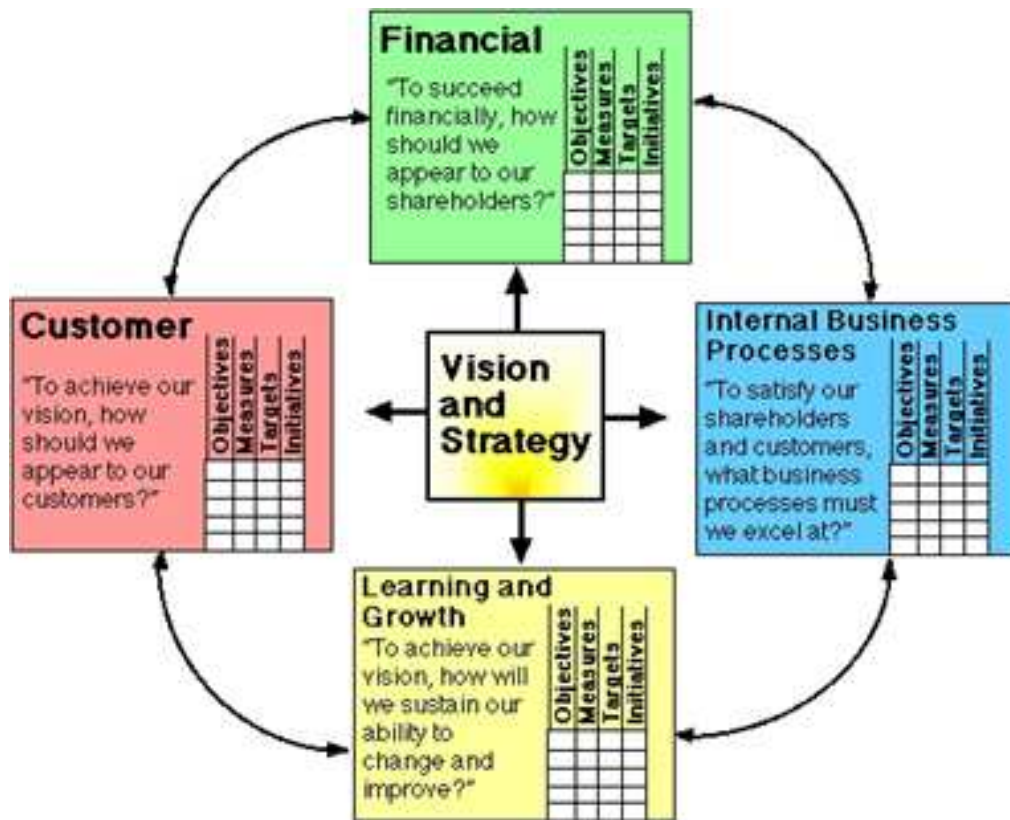 Financial
"To succeed
financially, how
should we
appear to our
shareholders?"
Objectives
Measures
Targets
Initiatives
Customer
"To achieve our
vision, how
should we
appear to our
customers?"
Objectives
Measures
Targets
Initiatives
Vision
and
Strategy
Internal Business
Processes
"To satisfy our
shareholders
and customers,
what business
processes must
we excel at?"
Objectives
Measures
Targets
Initiatives
Learning and
Growth
"To achieve our
vision, how will
we sustain our
ability to
change and
improve?"
Objectives
Measures
Targets
Initiatives